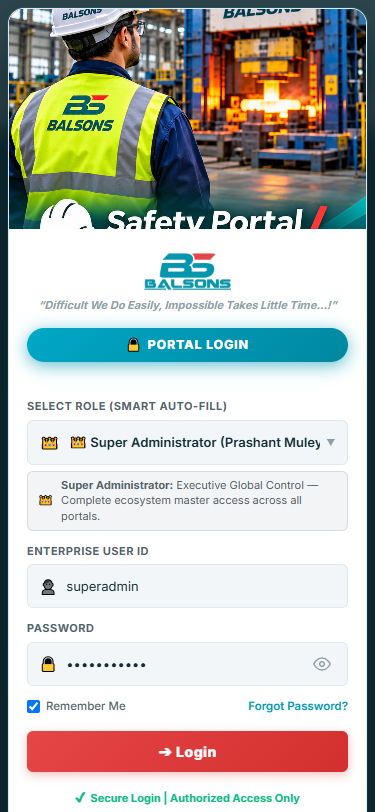 BALSONS
BS
BALSONS
Safety Portal
BS
BALSONS
“Difficult We Do Easily, Impossible Takes Little Time...!”
PORTAL LOGIN
SELECT ROLE (SMART AUTO-FILL)
Super Administrator (Prashant Muley
Super Administrator: Executive Global Control —
Complete ecosystem master access across all
portals.
ENTERPRISE USER ID
superadmin
PASSWORD
•••••••••••
Remember Me
Forgot Password?
➔ Login
✓ Secure Login | Authorized Access Only